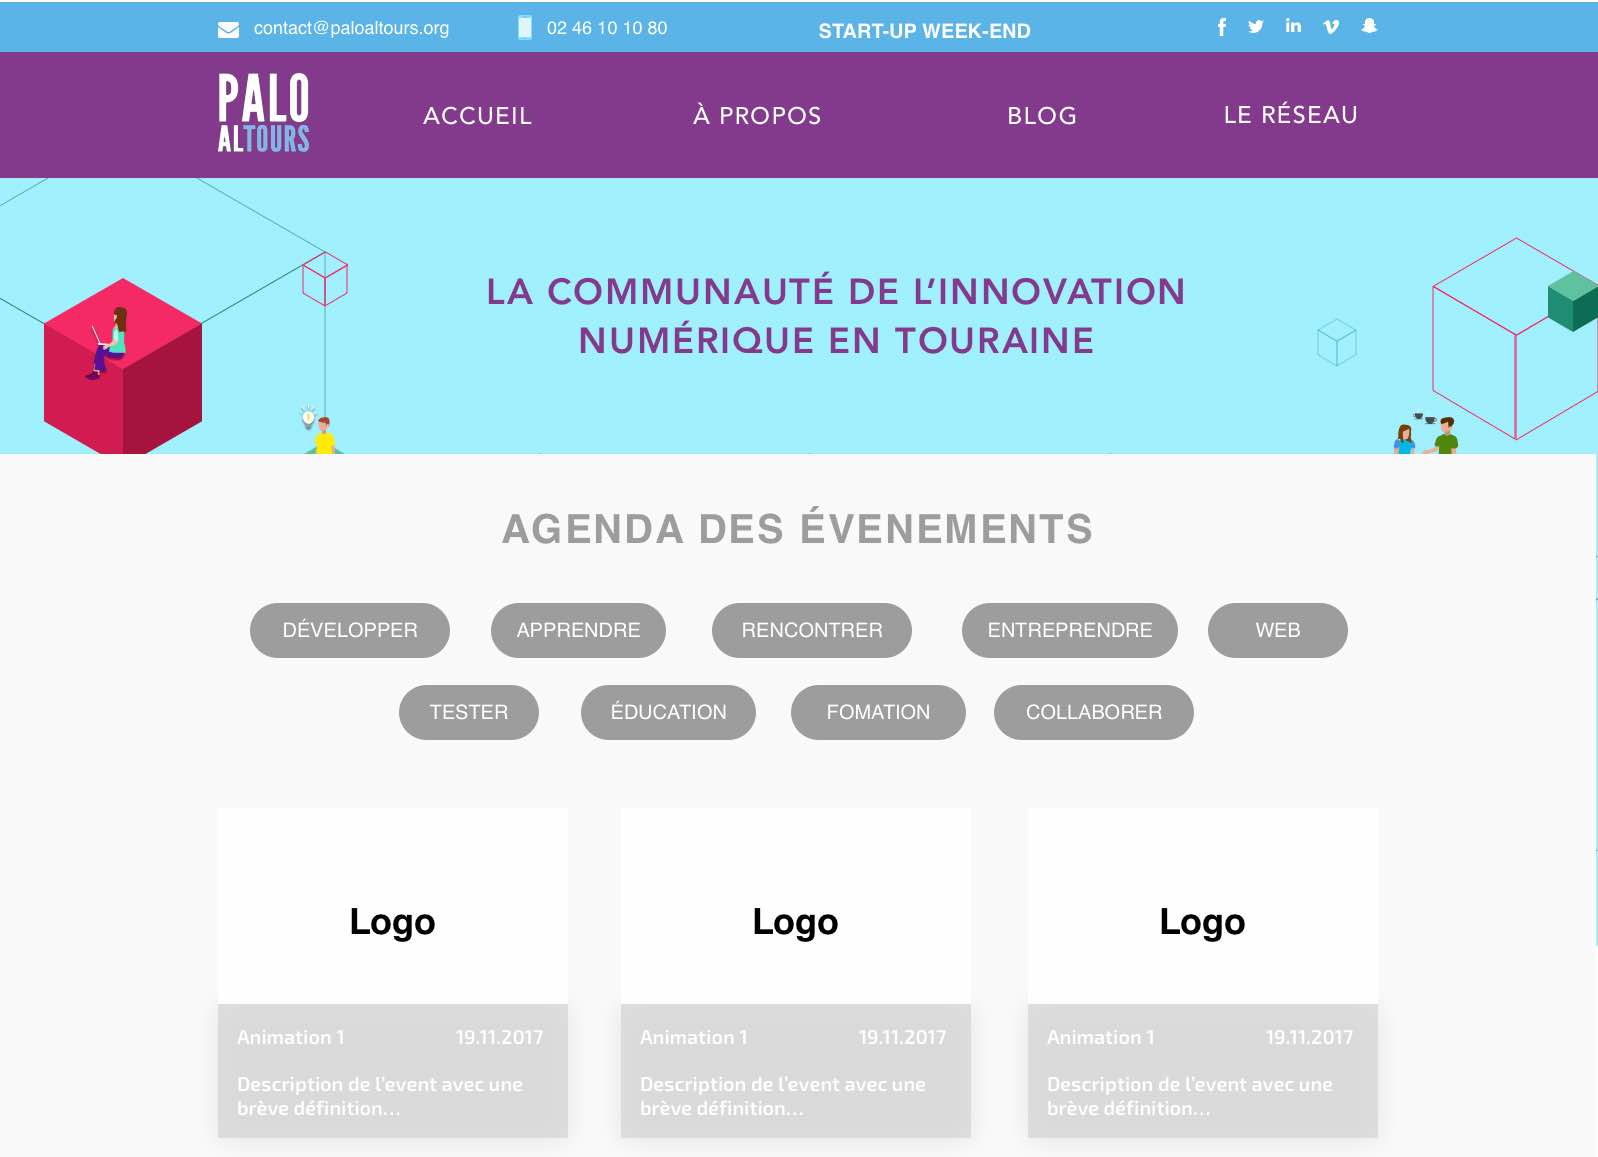 contact@paloaltours.org
02 46 10 10 80
START-UP WEEK-END
PALO
ALTOURS
ACCUEIL
À PROPOS
BLOG
LE RÉSEAU
LA COMMUNAUTÉ DE L’INNOVATION
NUMÉRIQUE EN TOURAINE
AGENDA DES ÉVENEMENTS
DÉVELOPPER
APPRENDRE
RENCONTRER
ENTREPRENDRE
WEB
TESTER
ÉDUCATION
FOMATION
COLLABORER
Logo
Animation 1
19.11.2017
Description de l’event avec une
brève définition…
Logo
Animation 1
19.11.2017
Description de l’event avec une
brève définition…
Logo
Animation 1
19.11.2017
Description de l’event avec une
brève définition…